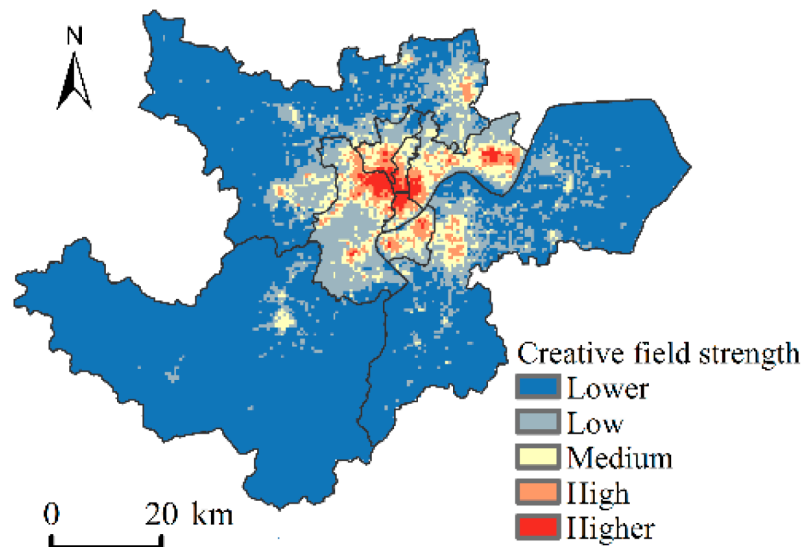 N
Creative field strength
Lower
Low
Medium
High
Higher
0 20 km